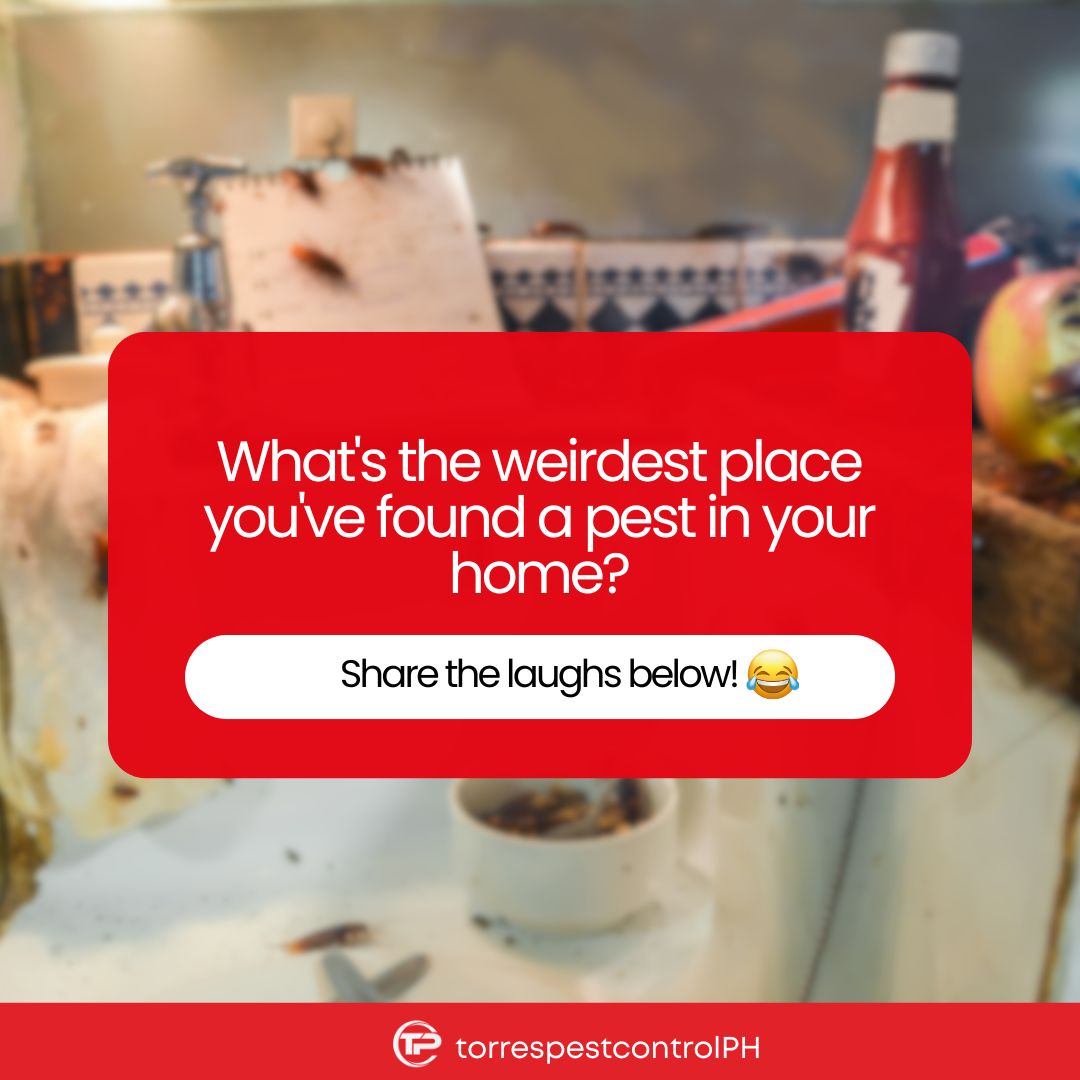 What's the weirdest place
you've found a pest in your
home?
Share the laughs below! 😂
TP torrespestcontrolPH